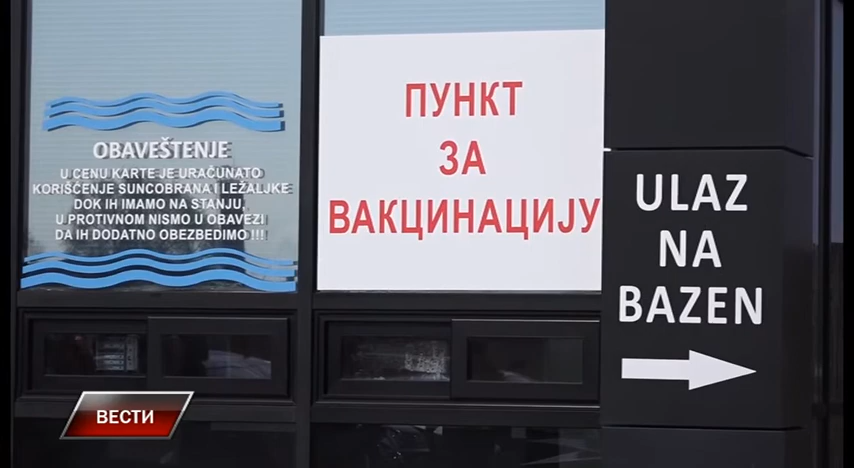 OBAVEŠTENJE
U CENU KARTE JE URAČUNATO
KORIŠĆENJE SUNCOBRANA I LEŽALJKE
DOK IH IMAMO NA STANJU,
U PROTIVNOM NISMO U OBAVEZI
DA IH DODATNO OBEZBEDIMO !!!
ПУНКТ
ЗА
ВАКЦИНАЦИЈУ
ULAZ
NA
BAZEN
ВЕСТИ